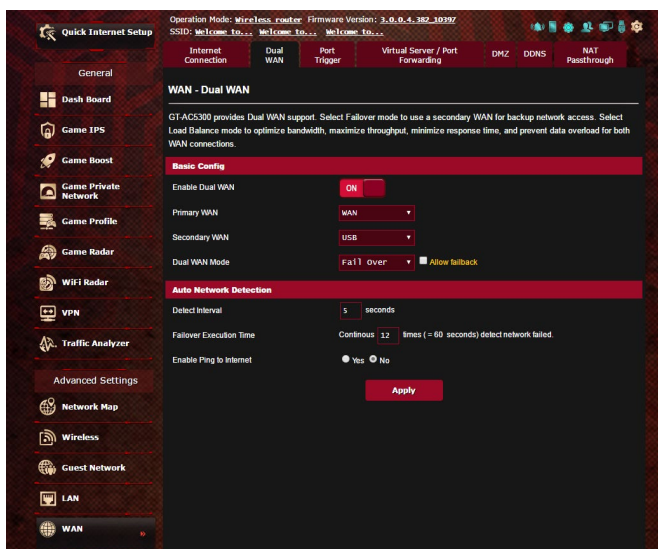 Quick Internet Setup
General
Dash Board
Game IPS
Game Boost
Game Private
Network
Game Profile
Game Radar
WiFi Radar
VPN
Traffic Analyzer
Advanced Settings
Network Map
Wireless
Guest Network
LAN
WAN
Operation Mode: Wireless router Firmware Version: 3.0.0.4.382_10397
SSID: Welcome to... Welcome to... Welcome to...
Internet
Connection
Dual
WAN
Port
Trigger
Virtual Server / Port
Forwarding
DMZ
DDNS
NAT
Passthrough
WAN - Dual WAN
GT-AC5300 provides Dual WAN support. Select Failover mode to use a secondary WAN for backup network access. Select
Load Balance mode to optimize bandwidth, maximize throughput, minimize response time, and prevent data overload for both
WAN connections.
Basic Config
Enable Dual WAN ON
Primary WAN WAN
Secondary WAN USB
Dual WAN Mode Fail Over Allow failback
Auto Network Detection
Detect Interval 5 seconds
Failover Execution Time Continous 12 times ( = 60 seconds) detect network failed.
Enable Ping to Internet Yes No
Apply